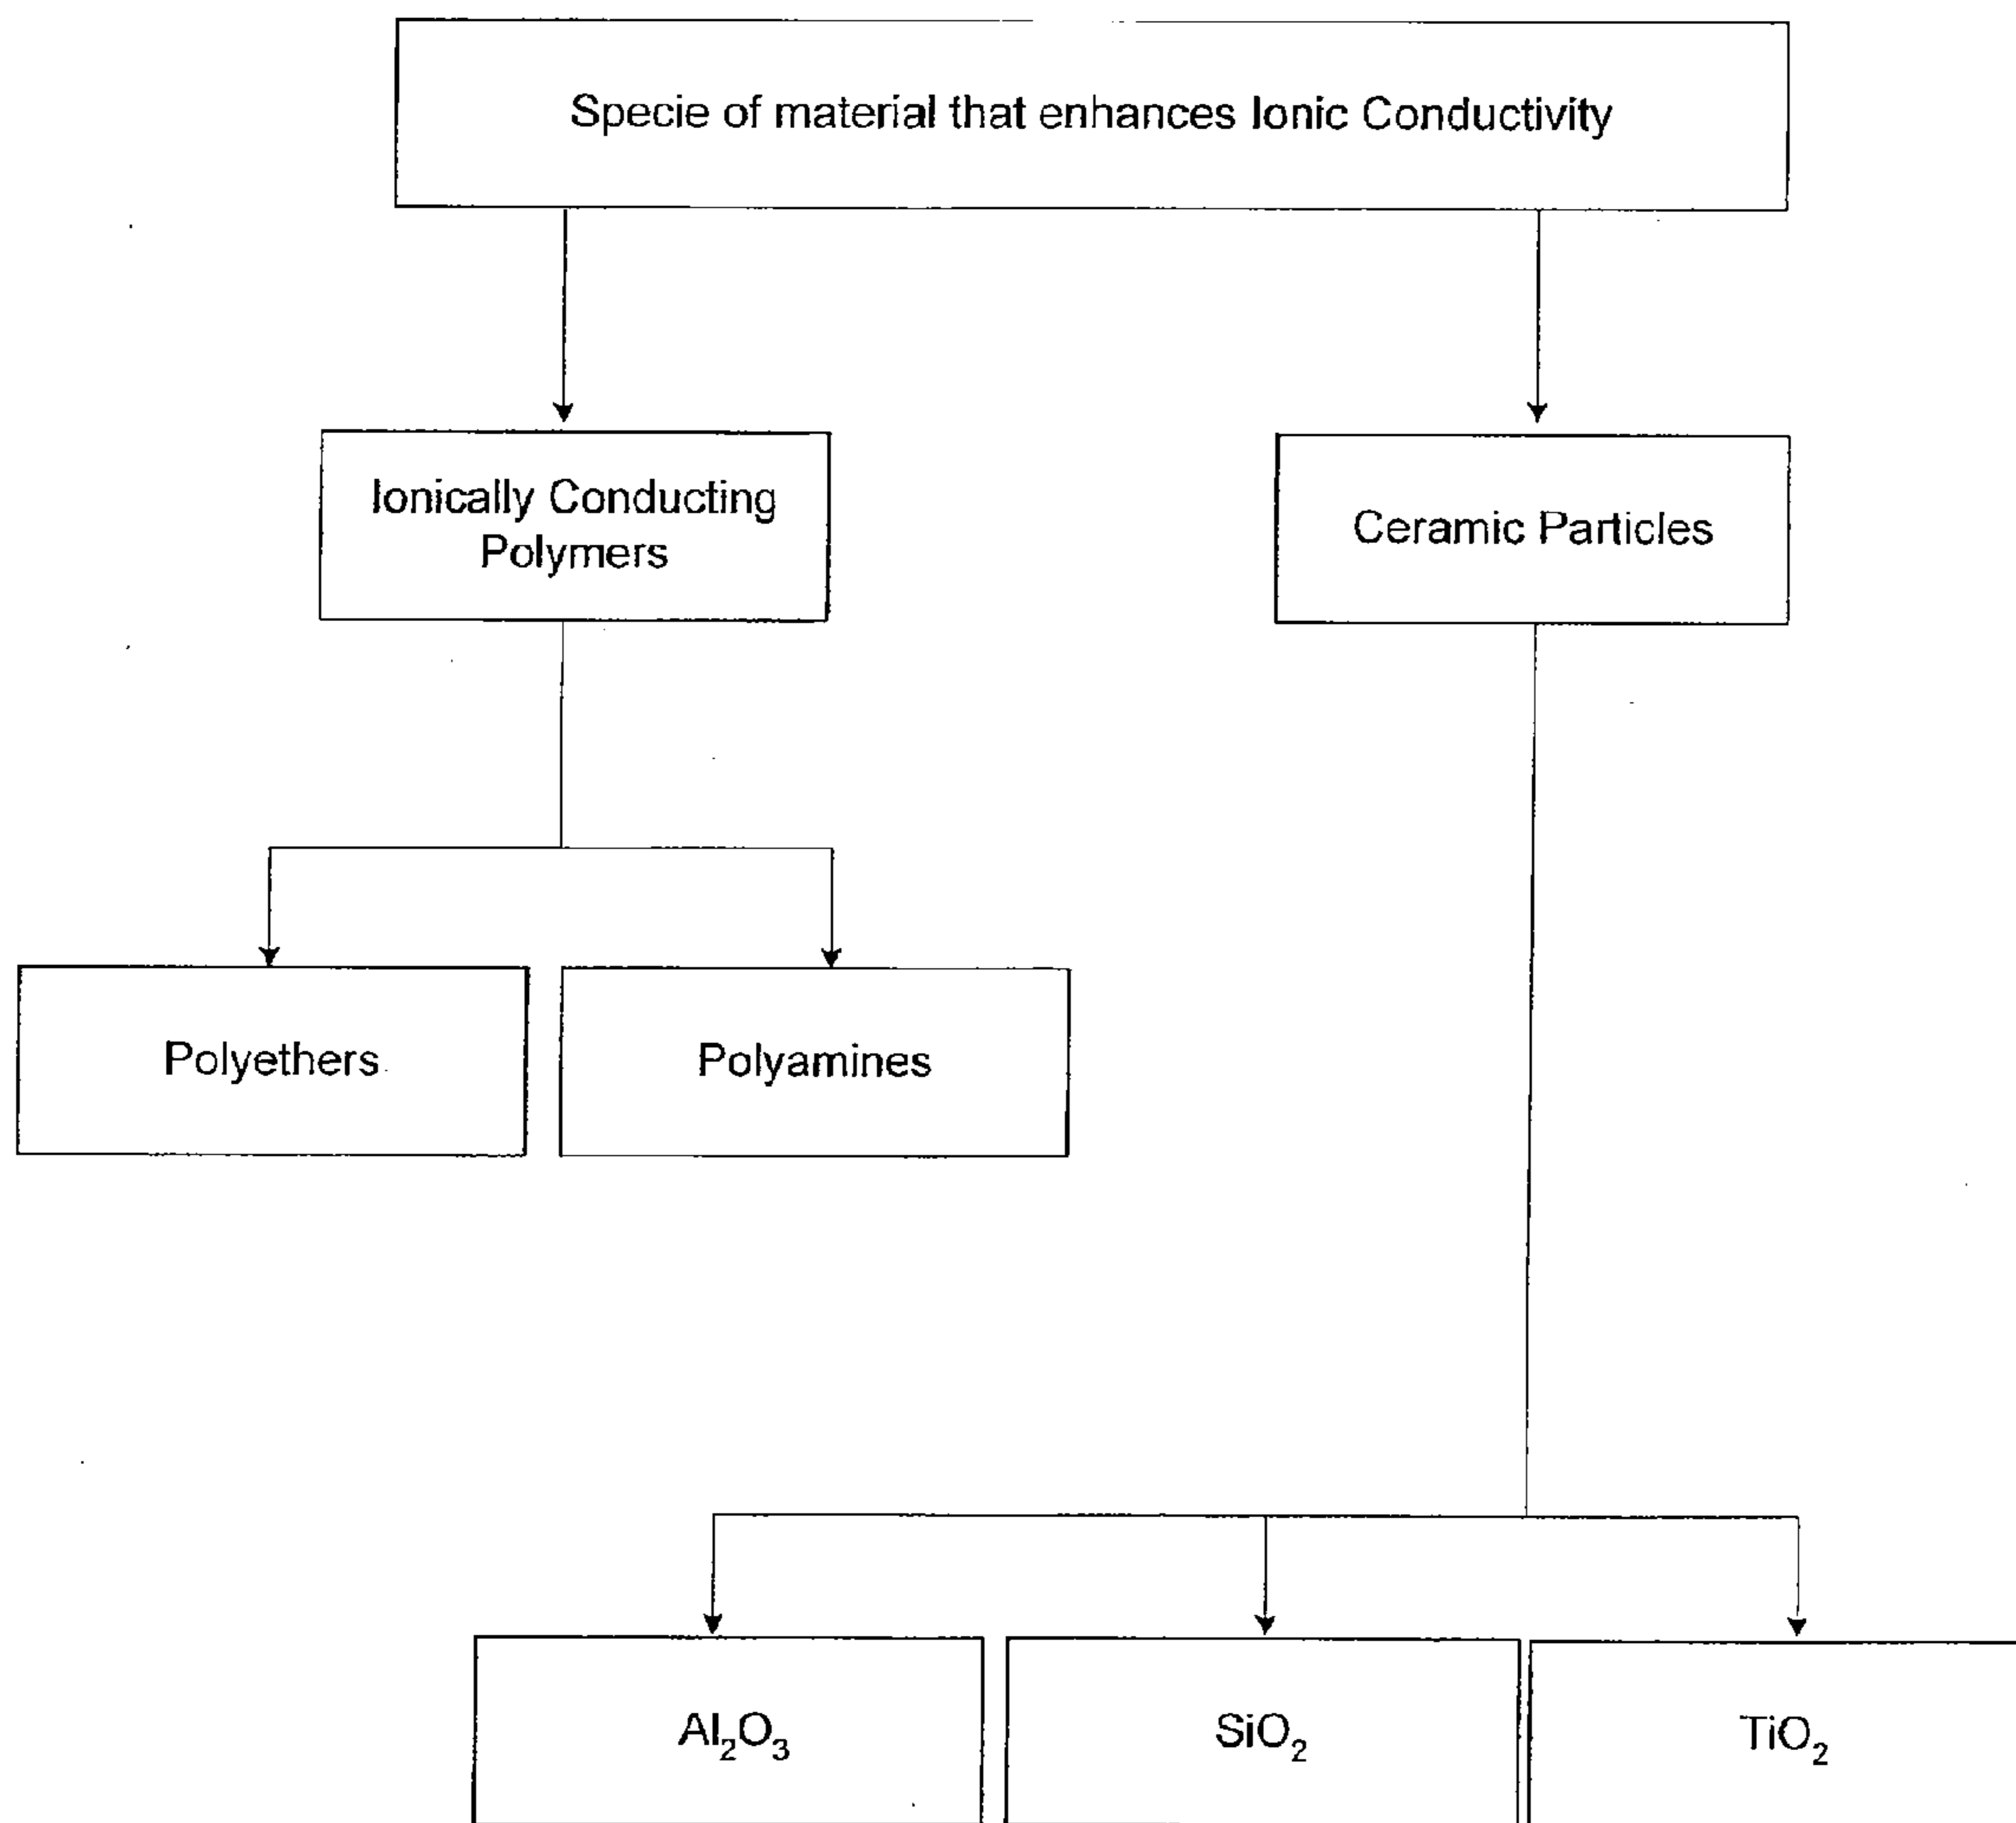 Specie of material that enhances Ionic Conductivity
Ionically Conducting
Polymers
Ceramic Particles
Polyethers
Polyamines
Al₂O₃
SiO₂
TiO₂